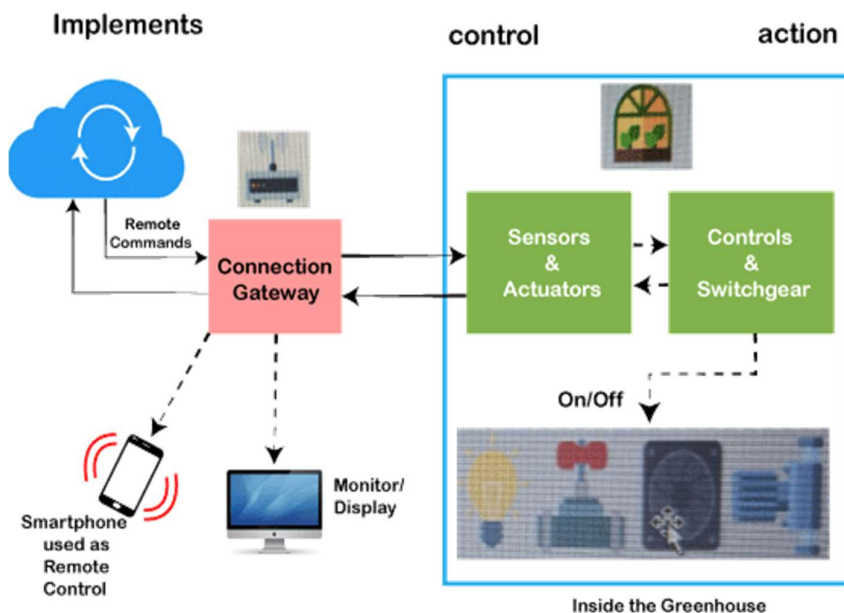 Implements
control
action
Remote
Commands
Connection
Gateway
Sensors
&
Actuators
Controls
&
Switchgear
On/Off
Monitor/
Display
Smartphone
used as
Remote
Control
Inside the Greenhouse